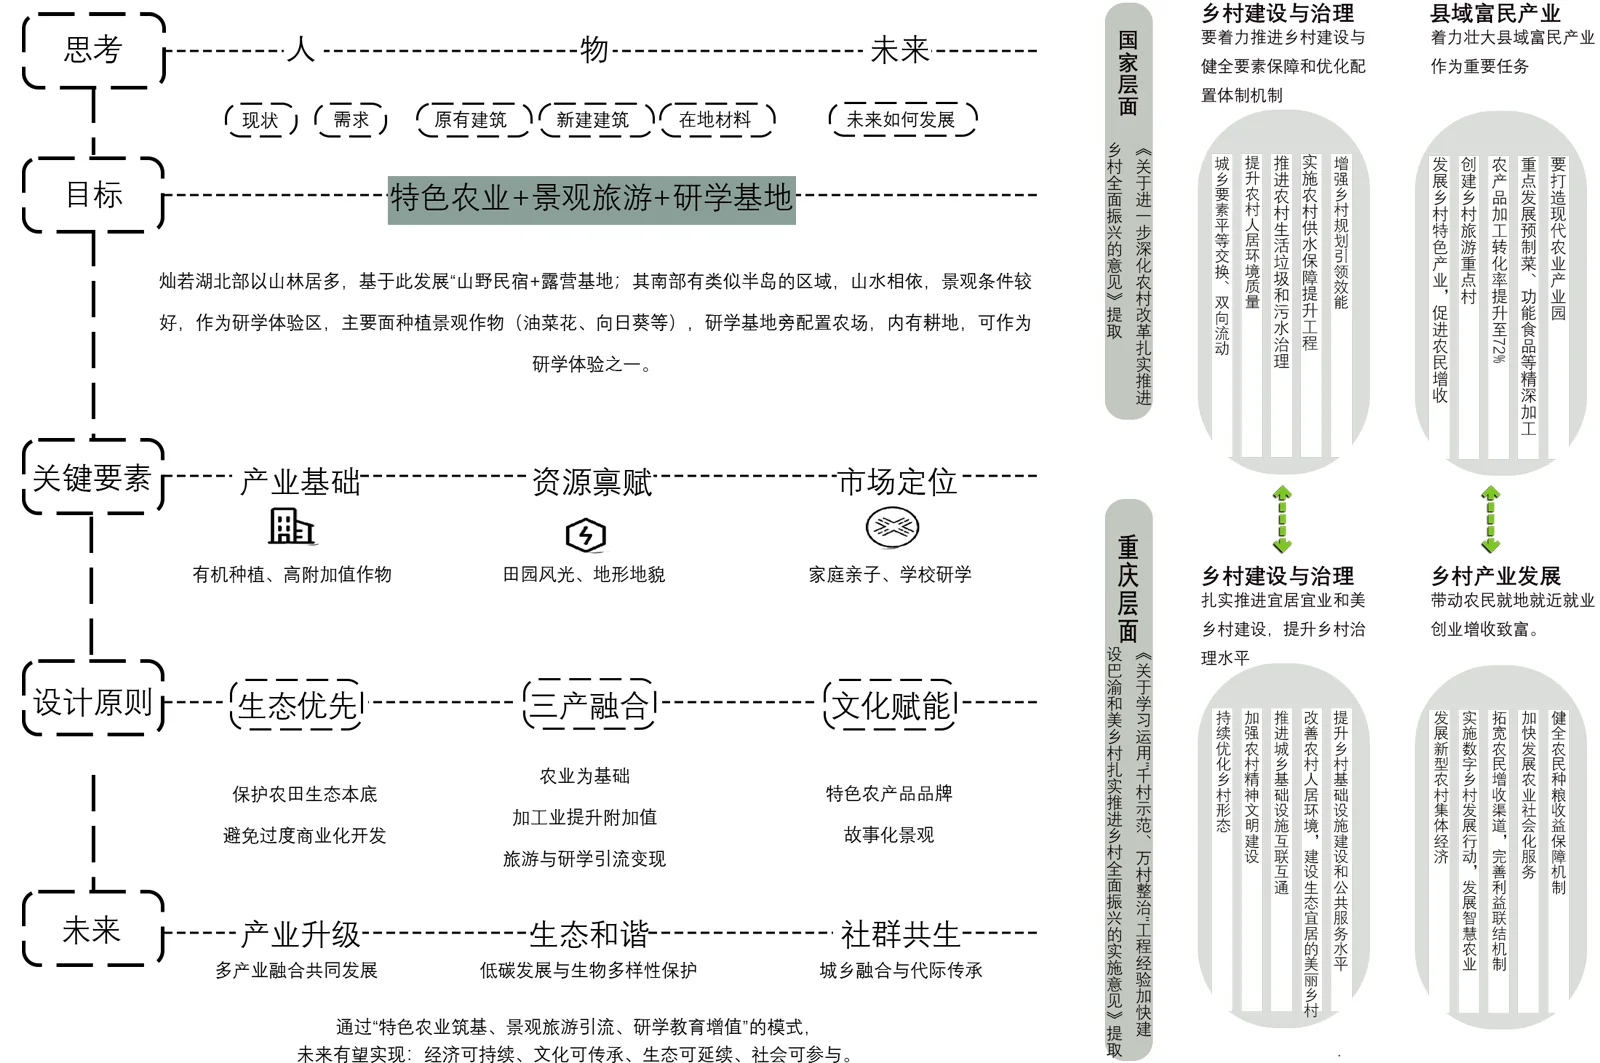 思考
人
物
未来
现状
需求
原有建筑
新建建筑
在地材料
未来如何发展
目标
特色农业+景观旅游+研学基地
灿若湖北部以山林居多，基于此发展“山野民宿+露营基地；其南部有类似半岛的区域，山水相依，景观条件较
好，作为研学体验区，主要面种植景观作物（油菜花、向日葵等），研学基地旁配置农场，内有耕地，可作为
研学体验之一。
关键要素
产业基础
资源禀赋
市场定位
有机种植、高附加值作物
田园风光、地形地貌
家庭亲子、学校研学
设计原则
生态优先
三产融合
文化赋能
保护农田生态本底
避免过度商业化开发
农业为基础
加工业提升附加值
旅游与研学引流变现
特色农产品品牌
故事化景观
未来
产业升级
生态和谐
社群共生
多产业融合共同发展
低碳发展与生物多样性保护
城乡融合与代际传承
通过“特色农业筑基、景观旅游引流、研学教育增值”的模式，
未来有望实现：经济可持续、文化可传承、生态可延续、社会可参与。
国家层面
《关于进一步深化农村改革扎实推进
乡村全面振兴的意见》提取
乡村建设与治理
要着力推进乡村建设与
健全要素保障和优化配
置体制机制
增强乡村规划引领效能
实施农村供水保障提升工程
推进农村生活垃圾和污水治理
提升农村人居环境质量
城乡要素平等交换、双向流动
县域富民产业
着力壮大县域富民产业
作为重要任务
要打造现代农业产业园
重点发展预制菜、功能食品等精深加工
农产品加工转化率提升至72%
创建乡村旅游重点村
发展乡村特色产业，促进农民增收
重庆层面
《关于学习运用“千村示范、万村整治”工程经验加快建
设巴渝和美乡村扎实推进乡村全面振兴的实施意见》提取
乡村建设与治理
扎实推进宜居宜业和美
乡村建设，提升乡村治
理水平
提升乡村基础设施建设和公共服务水平
改善农村人居环境，建设生态宜居的美丽乡村
推进城乡基础设施互联互通
加强农村精神文明建设
持续优化乡村形态
乡村产业发展
带动农民就地就近就业
创业增收致富。
健全农民种粮收益保障机制
加快发展农业社会化服务
拓宽农民增收渠道，完善利益联结机制
实施数字乡村发展行动，发展智慧农业
发展新型农村集体经济